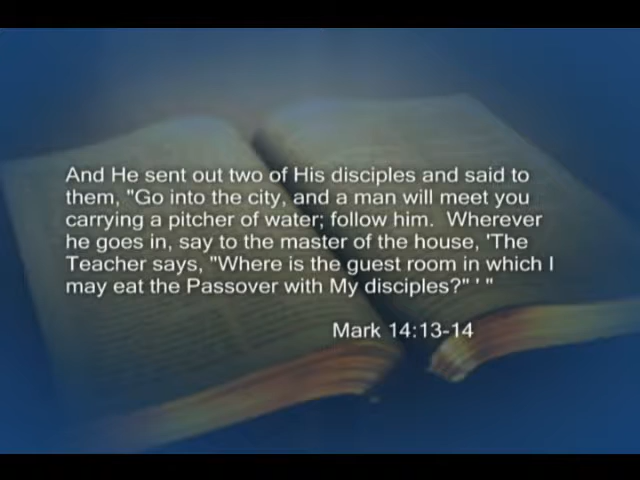 And He sent out two of His disciples and said to
them, "Go into the city, and a man will meet you
carrying a pitcher of water; follow him.  Wherever
he goes in, say to the master of the house, 'The
Teacher says, "Where is the guest room in which I
may eat the Passover with My disciples?" ' "
Mark 14:13-14